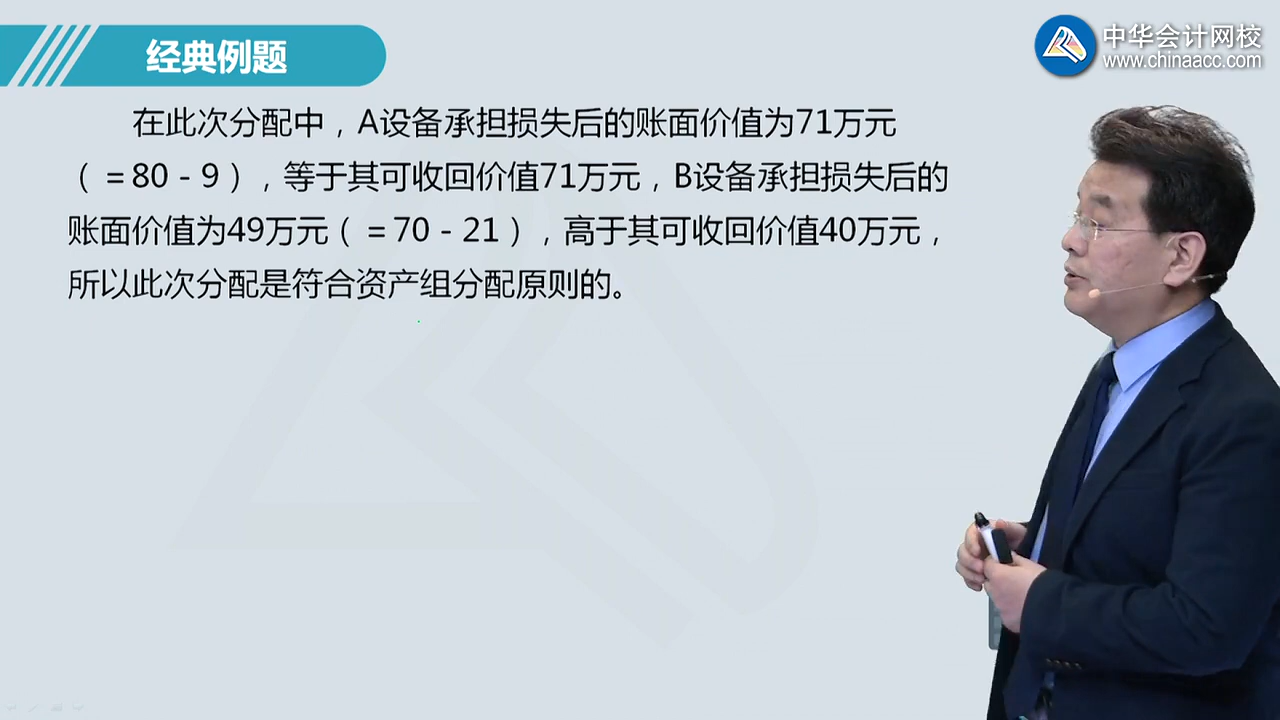 经典例题
中华会计网校
www.chinaacc.com
在此次分配中，A设备承担损失后的账面价值为71万元
（＝80－9），等于其可收回价值71万元，B设备承担损失后的
账面价值为49万元（＝70－21），高于其可收回价值40万元，
所以此次分配是符合资产组分配原则的。